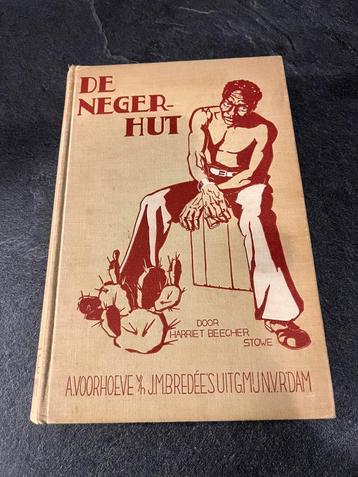 DE
NEGER-
HUT
DOOR
HARRIET BEECHER
STOWE
A.VOORHOEVE v/h J.M.BREDÉE'S UITG.MIJ N.V. R'DAM